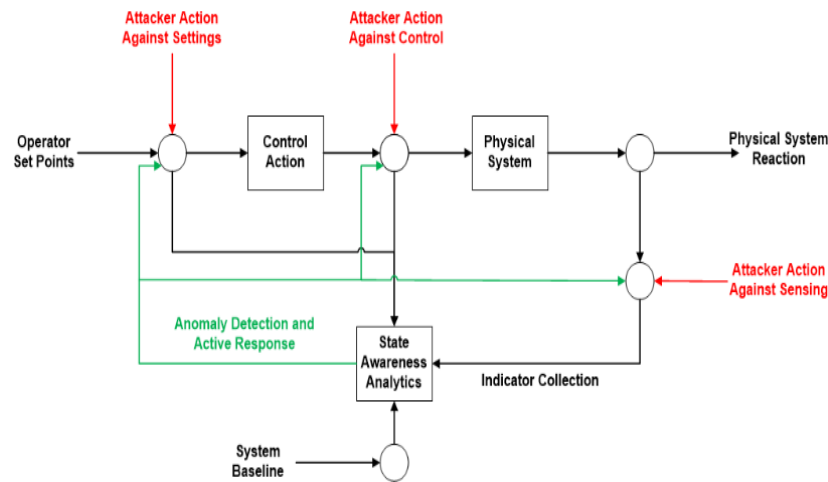 Attacker Action
Against Settings
Attacker Action
Against Control
Operator
Set Points
Control
Action
Physical
System
Physical System
Reaction
Attacker Action
Against Sensing
Anomaly Detection and
Active Response
State
Awareness
Analytics
Indicator Collection
System
Baseline